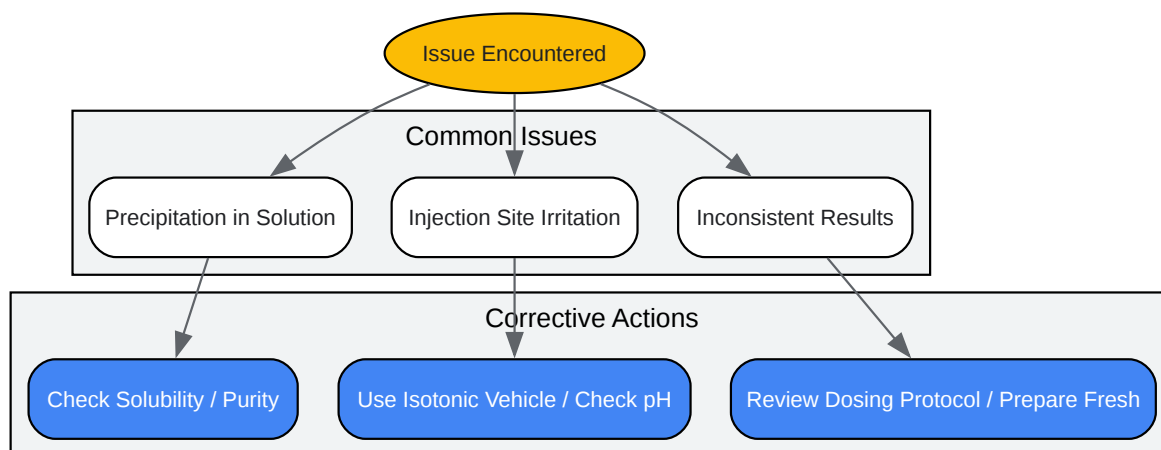 Issue Encountered
Common Issues
Precipitation in Solution
Injection Site Irritation
Inconsistent Results
Corrective Actions
Check Solubility / Purity
Use Isotonic Vehicle / Check pH
Review Dosing Protocol / Prepare Fresh